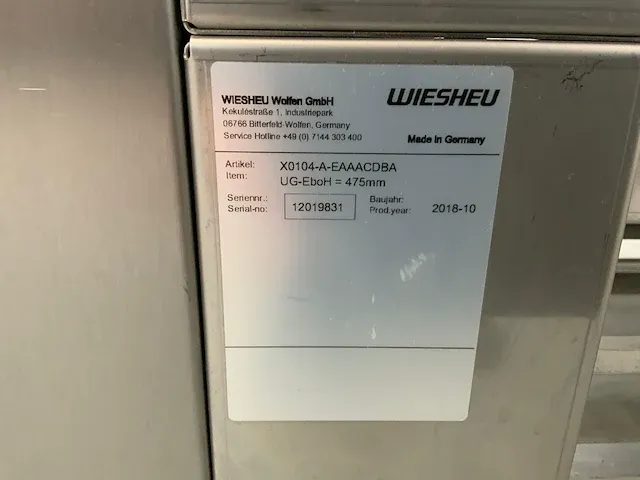 WIESHEU Wolfen GmbH
WIESHEU
Kekuléstraße 1, Industriepark
06766 Bitterfeld-Wolfen, Germany
Service Hotline +49 (0) 7144 303 400
Made in Germany
Artikel: X0104-A-EAAACDBA
Item: UG-EboH = 475mm
Seriennr.: Baujahr:
Serial-no: 12019831 Prod.year: 2018-10